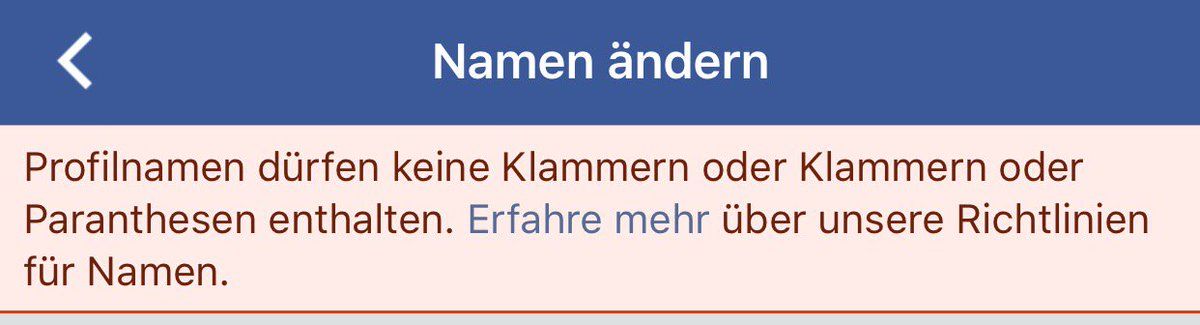 Namen ändern
Profilnamen dürfen keine Klammern oder Klammern oder
Paranthesen enthalten. Erfahre mehr über unsere Richtlinien
für Namen.